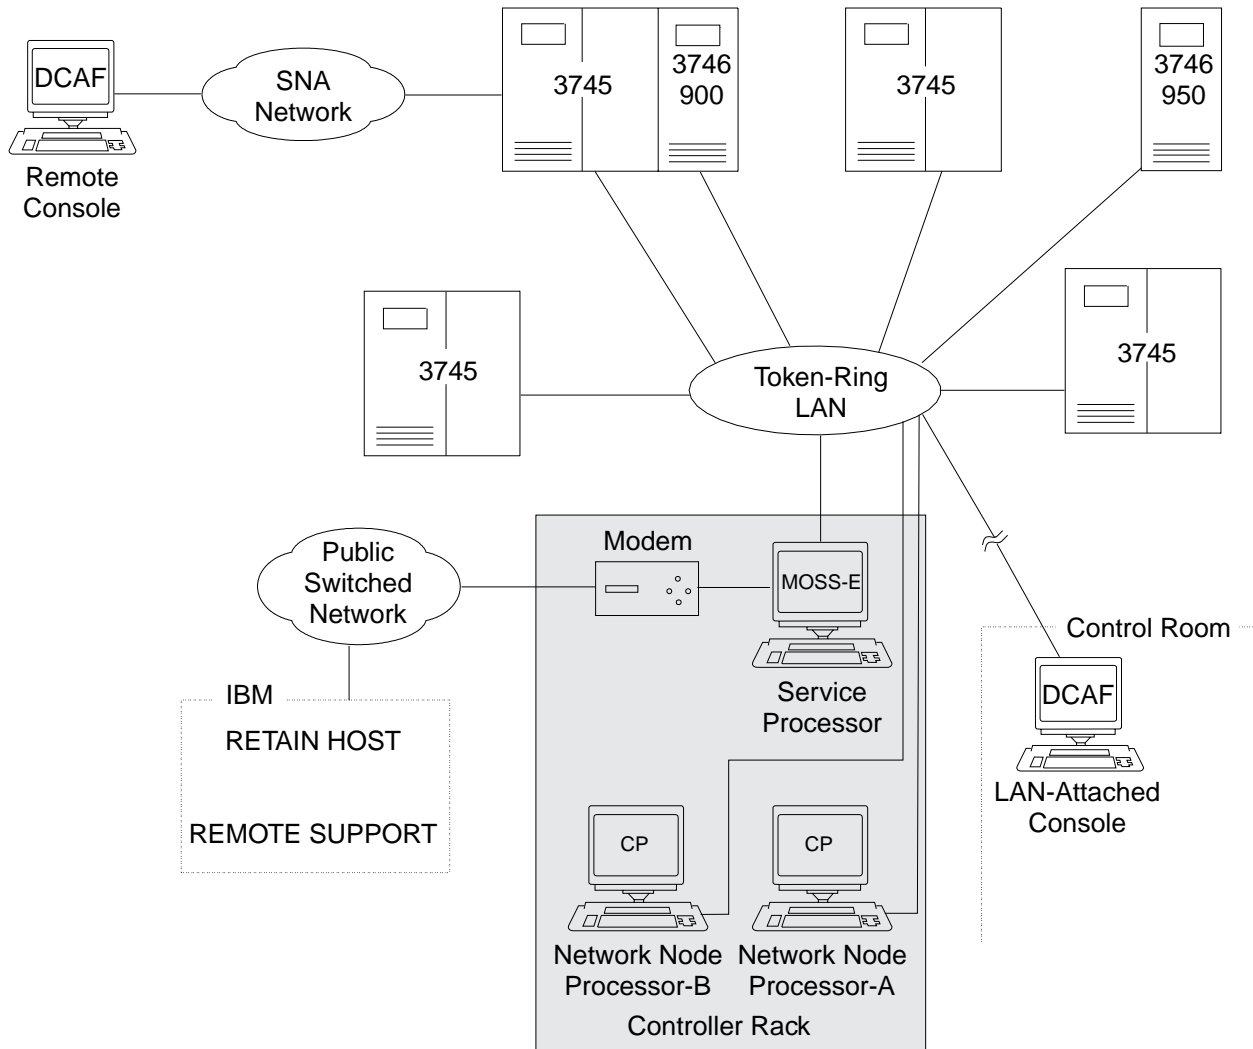 DCAF
Remote
Console
SNA
Network
3745
3746
900
3745
3746
950
3745
Token-Ring
LAN
3745
Public
Switched
Network
Modem
MOSS-E
Service
Processor
IBM
RETAIN HOST
REMOTE SUPPORT
Control Room
DCAF
LAN-Attached
Console
CP
Network Node
Processor-B
CP
Network Node
Processor-A
Controller Rack